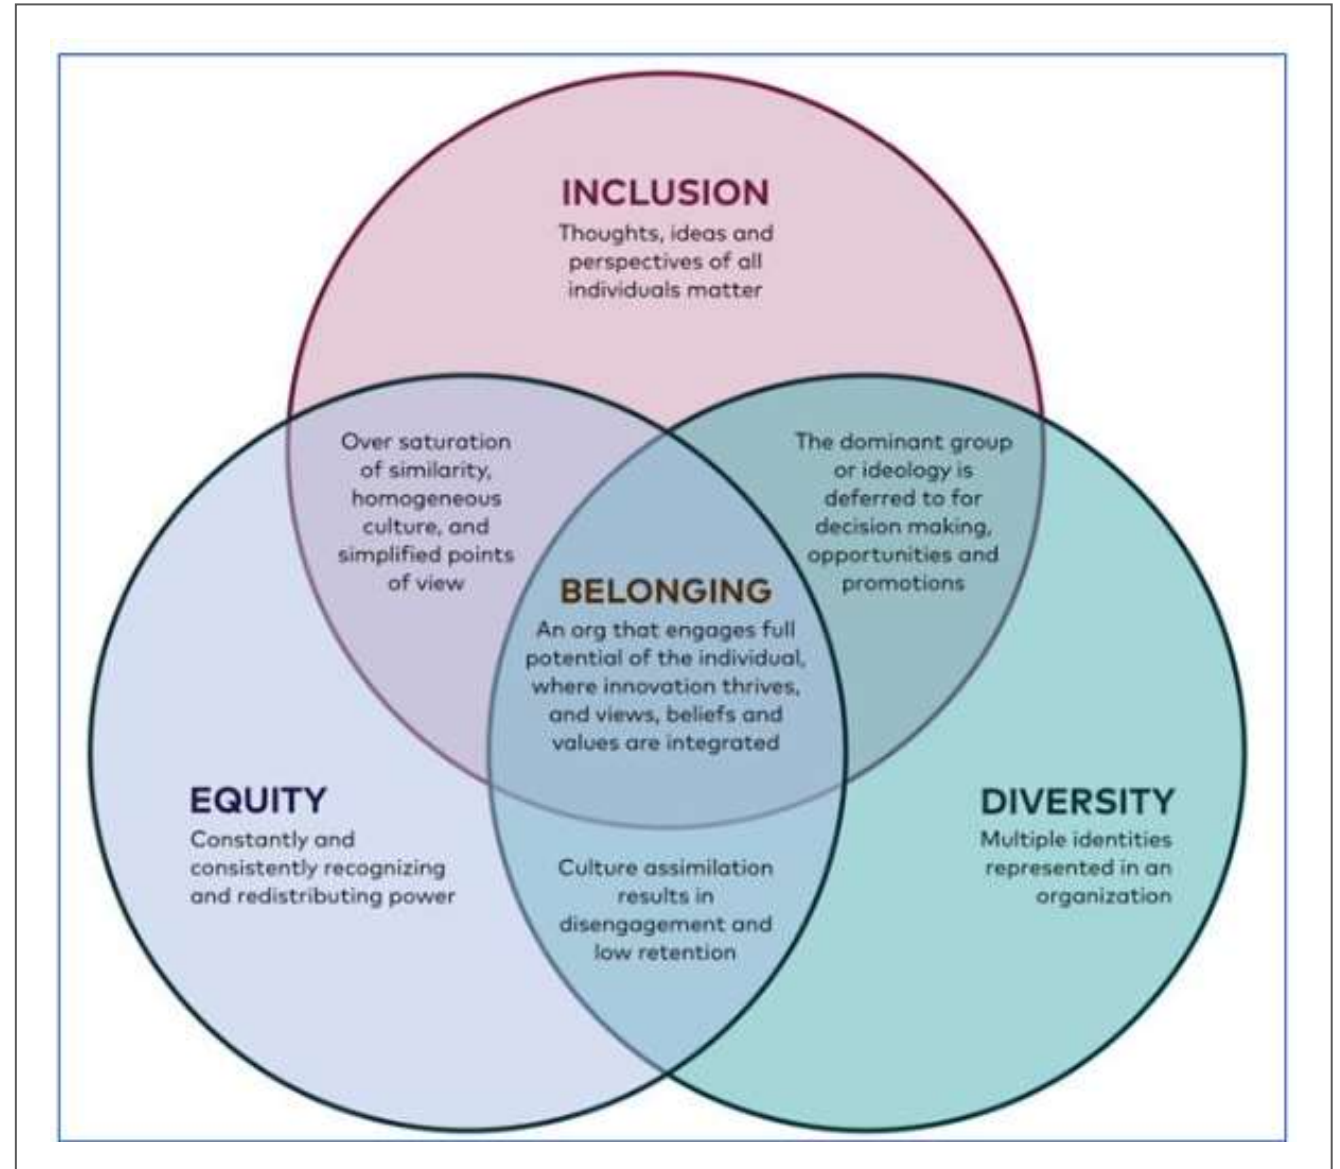 INCLUSION
Thoughts, ideas and
perspectives of all
individuals matter
Over saturation
of similarity,
homogeneous
culture, and
simplified points
of view
The dominant group
or ideology is
deferred to for
decision making,
opportunities and
promotions
BELONGING
An org that engages full
potential of the individual,
where innovation thrives,
and views, beliefs and
values are integrated
EQUITY
Constantly and
consistently recognizing
and redistributing power
DIVERSITY
Multiple identities
represented in an
organization
Culture assimilation
results in
disengagement and
low retention